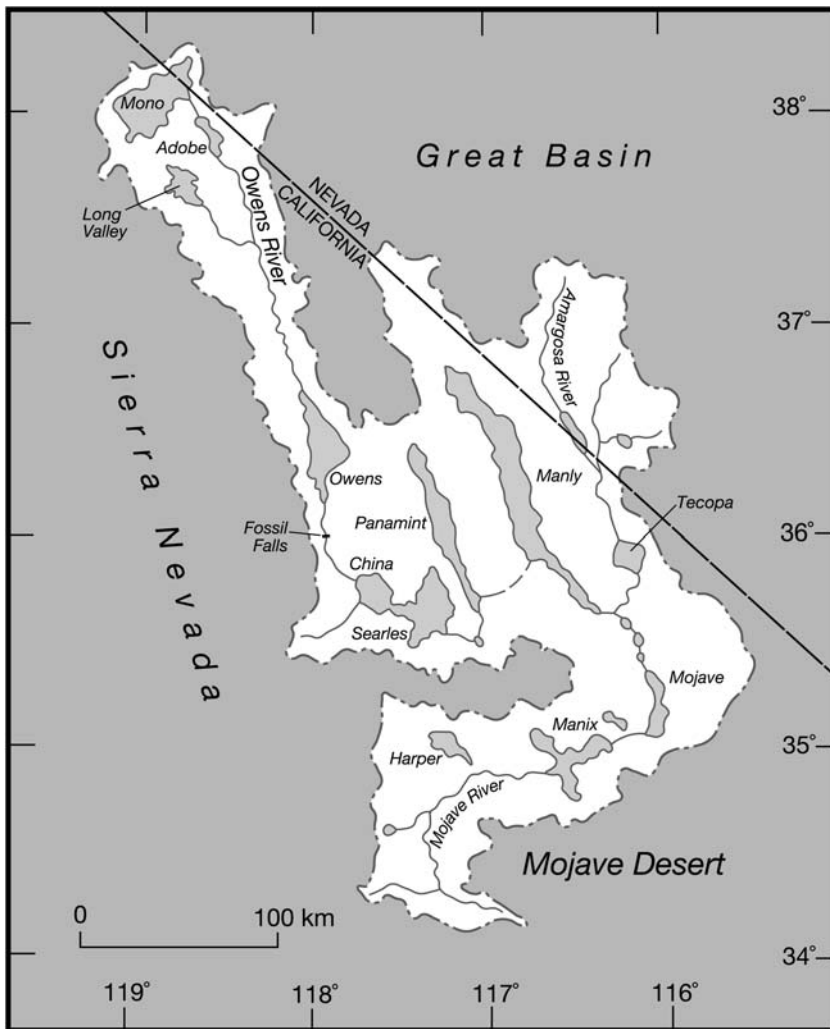 Mono
38°
Adobe
Great Basin
Long
Valley
Owens River
NEVADA
CALIFORNIA
Amargosa River
37°
Sierra Nevada
Owens
Manly
Tecopa
Panamint
Fossil
Falls
36°
China
Searles
Mojave
Manix
35°
Harper
Mojave River
Mojave Desert
0
100 km
34°
119°
118°
117°
116°